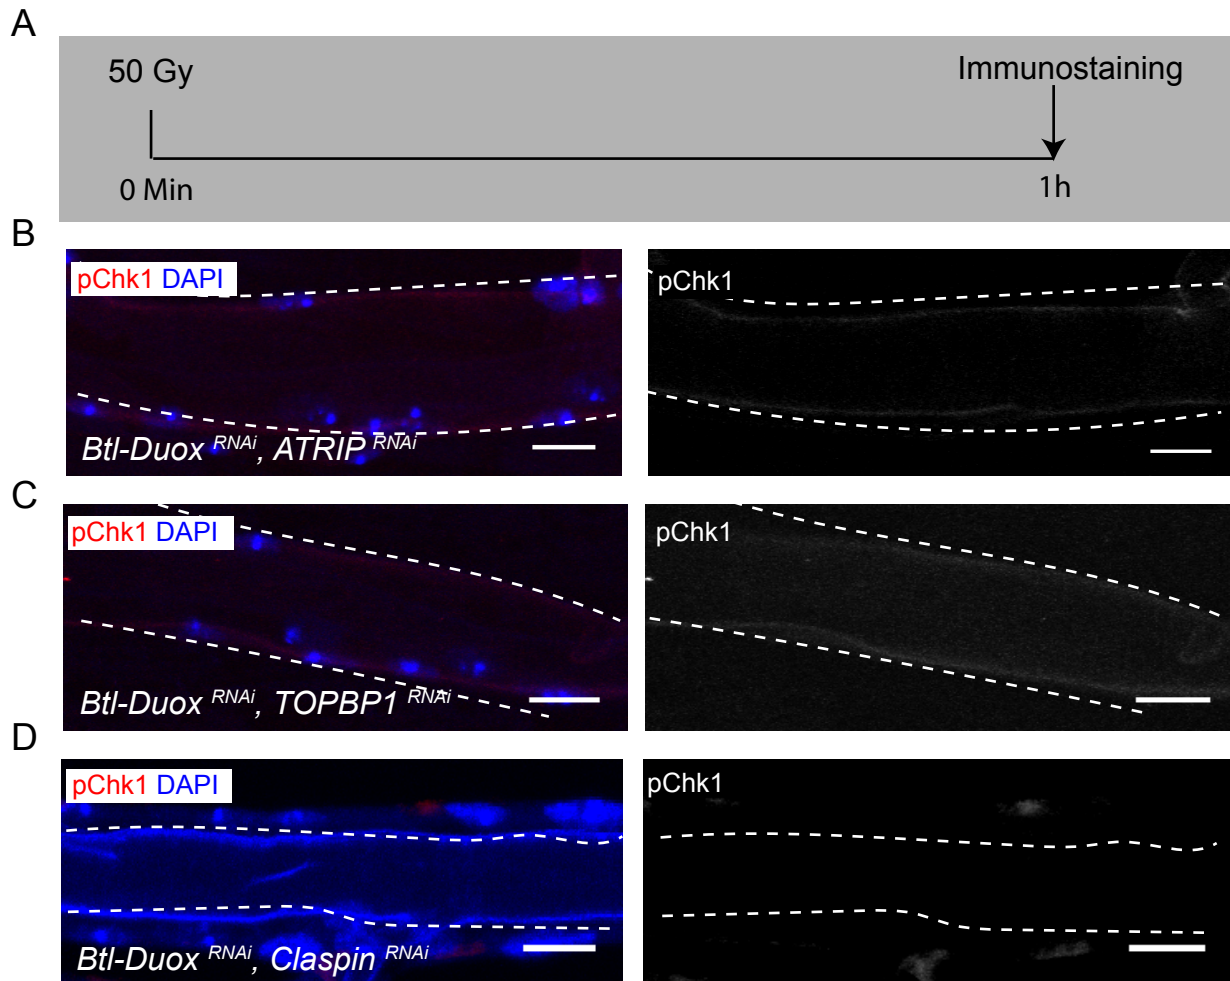 A
50 Gy
Immunostaining
0 Min
1h
B
pChk1 DAPI
pChk1
Btl-Duox RNAi, ATRIP RNAi
C
pChk1 DAPI
pChk1
Btl-Duox RNAi, TOPBP1 RNAi
D
pChk1 DAPI
pChk1
Btl-Duox RNAi, Claspin RNAi